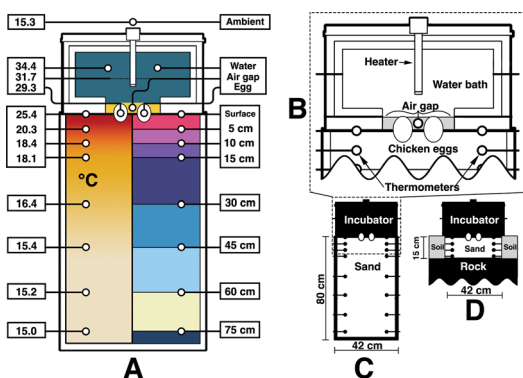 15.3
Ambient
34.4
Water
31.7
Air gap
29.3
Egg
25.4
Surface
20.3
5 cm
18.4
10 cm
18.1
15 cm
°C
16.4
30 cm
15.4
45 cm
15.2
60 cm
15.0
75 cm
A
B
Heater
Water bath
Air gap
Chicken eggs
Thermometers
Incubator
Sand
80 cm
42 cm
C
Incubator
Soil
Sand
Soil
15 cm
Rock
42 cm
D